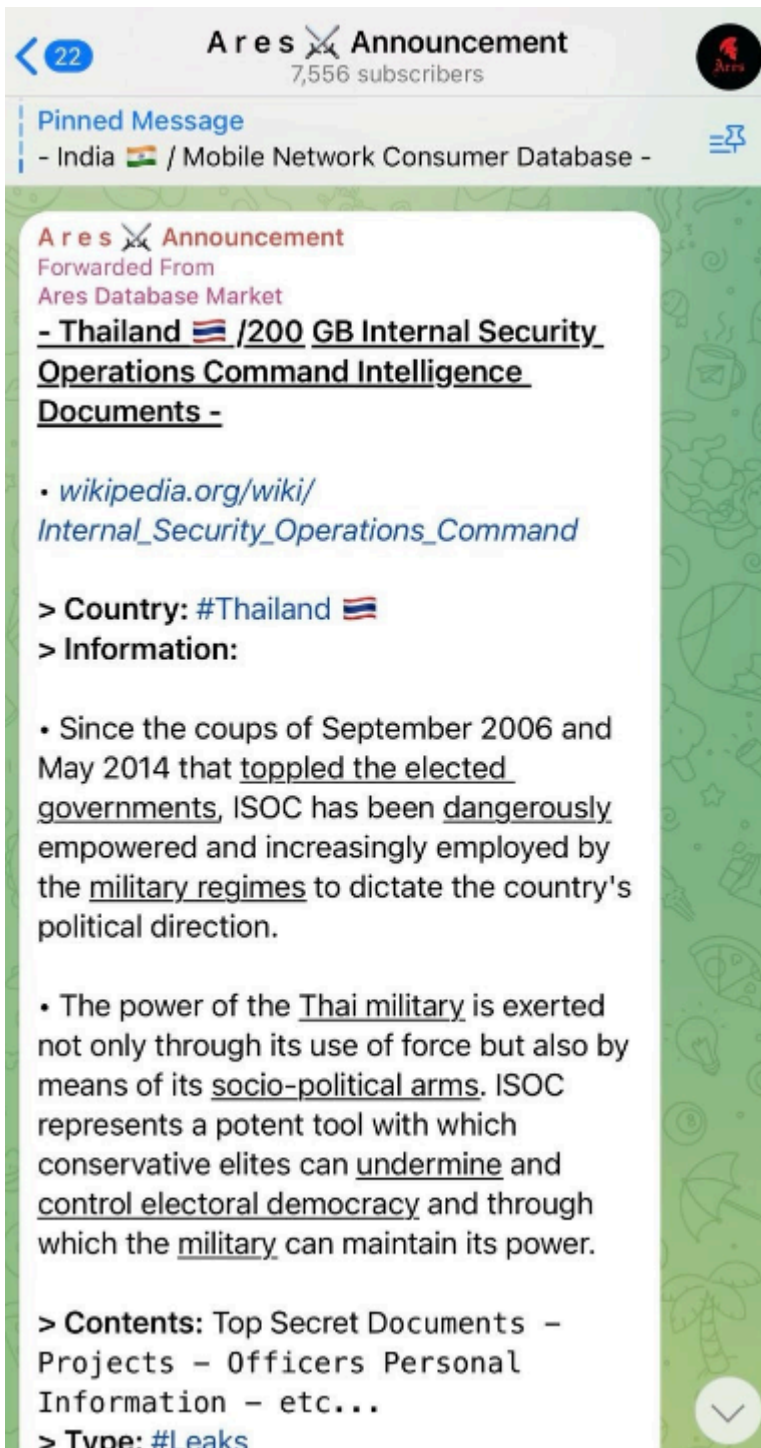 22
A r e s ⚔ Announcement
7,556 subscribers
Ares
Pinned Message
- India 🇮🇳 / Mobile Network Consumer Database -
A r e s ⚔ Announcement
Forwarded From
Ares Database Market
- Thailand 🇹🇭 /200 GB Internal Security
Operations Command Intelligence
Documents -
• wikipedia.org/wiki/
Internal_Security_Operations_Command
> Country: #Thailand 🇹🇭
> Information:
• Since the coups of September 2006 and
May 2014 that toppled the elected
governments, ISOC has been dangerously
empowered and increasingly employed by
the military regimes to dictate the country's
political direction.
• The power of the Thai military is exerted
not only through its use of force but also by
means of its socio-political arms. ISOC
represents a potent tool with which
conservative elites can undermine and
control electoral democracy and through
which the military can maintain its power.
> Contents: Top Secret Documents –
Projects – Officers Personal
Information – etc...
> Type: #Leaks